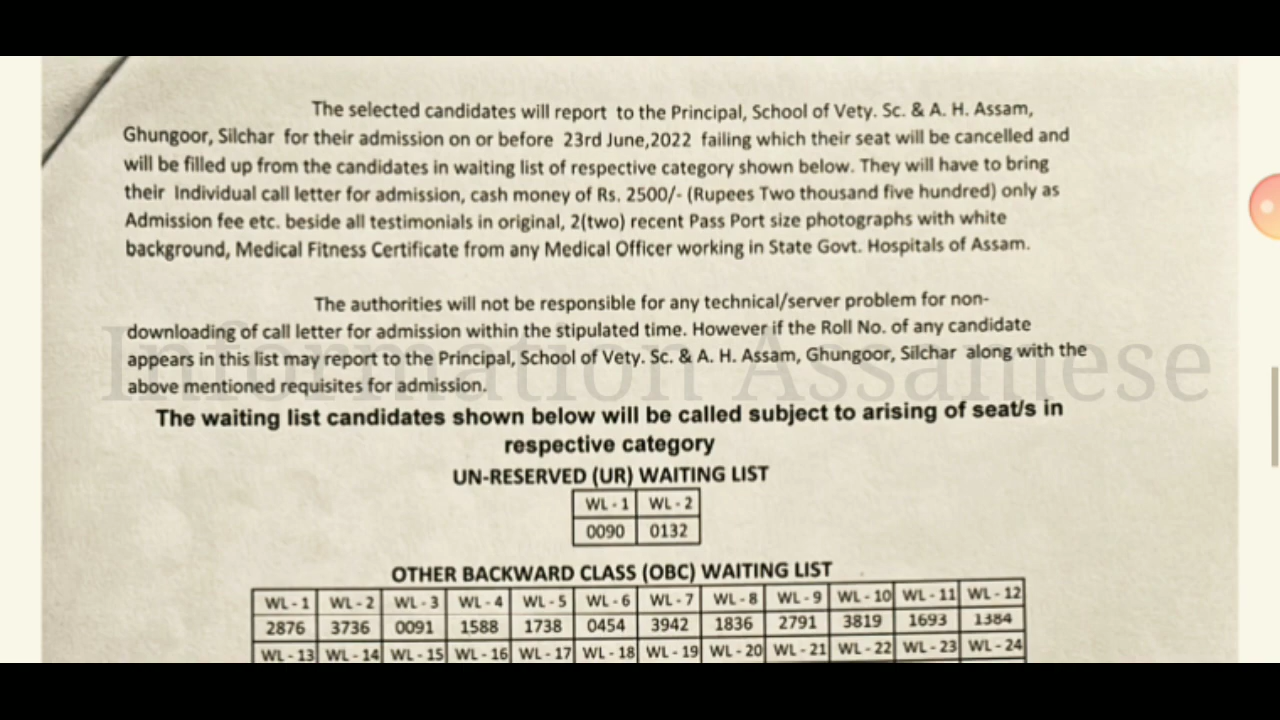 The selected candidates will report to the Principal, School of Vety. Sc. & A. H. Assam,
Ghungoor, Silchar for their admission on or before 23rd June,2022 failing which their seat will be cancelled and
will be filled up from the candidates in waiting list of respective category shown below. They will have to bring
their Individual call letter for admission, cash money of Rs. 2500/- (Rupees Two thousand five hundred) only as
Admission fee etc. beside all testimonials in original, 2(two) recent Pass Port size photographs with white
background, Medical Fitness Certificate from any Medical Officer working in State Govt. Hospitals of Assam.
The authorities will not be responsible for any technical/server problem for non-
downloading of call letter for admission within the stipulated time. However if the Roll No. of any candidate
appears in this list may report to the Principal, School of Vety. Sc. & A. H. Assam, Ghungoor, Silchar along with the
above mentioned requisites for admission.
Information Assamese
The waiting list candidates shown below will be called subject to arising of seat/s in
respective category
UN-RESERVED (UR) WAITING LIST
WL - 1 WL - 2
0090 0132
OTHER BACKWARD CLASS (OBC) WAITING LIST
WL - 1 WL - 2 WL - 3 WL - 4 WL - 5 WL - 6 WL - 7 WL - 8 WL - 9 WL - 10 WL - 11 WL - 12
2876 3736 0091 1588 1738 0454 3942 1836 2791 3819 1693 1384
WL - 13 WL - 14 WL - 15 WL - 16 WL - 17 WL - 18 WL - 19 WL - 20 WL - 21 WL - 22 WL - 23 WL - 24